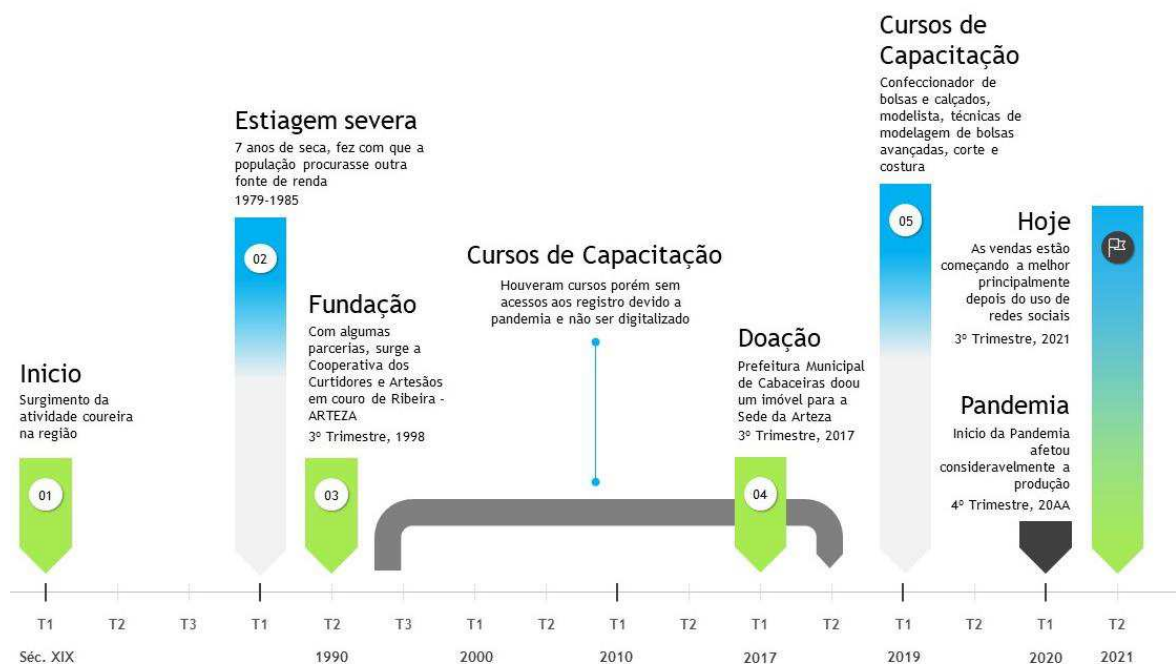 Inicio
Surgimento da
atividade coureira
na região
01
Estiagem severa
7 anos de seca, fez com que a
população procurasse outra
fonte de renda
1979-1985
02
Fundação
Com algumas
parcerias, surge a
Cooperativa dos
Curtidores e Artesãos
em couro de Ribeira -
ARTEZA
3º Trimestre, 1998
03
Cursos de Capacitação
Houveram cursos porém sem
acessos aos registro devido a
pandemia e não ser digitalizado
Doação
Prefeitura Municipal
de Cabaceiras doou
um imóvel para a
Sede da Arteza
3º Trimestre, 2017
04
Cursos de
Capacitação
Confeccionador de
bolsas e calçados,
modelista, técnicas de
modelagem de bolsas
avançadas, corte e
costura
05
Hoje
As vendas estão
começando a melhor
principalmente
depois do uso de
redes sociais
3º Trimestre, 2021
Pandemia
Inicio da Pandemia
afetou
consideravelmente a
produção
4º Trimestre, 20AA
T1 T2 T3 T1 T2 T3 T1 T2 T1 T2 T1 T2 T1 T2 T1 T2
Séc. XIX 1990 2000 2010 2017 2019 2020 2021